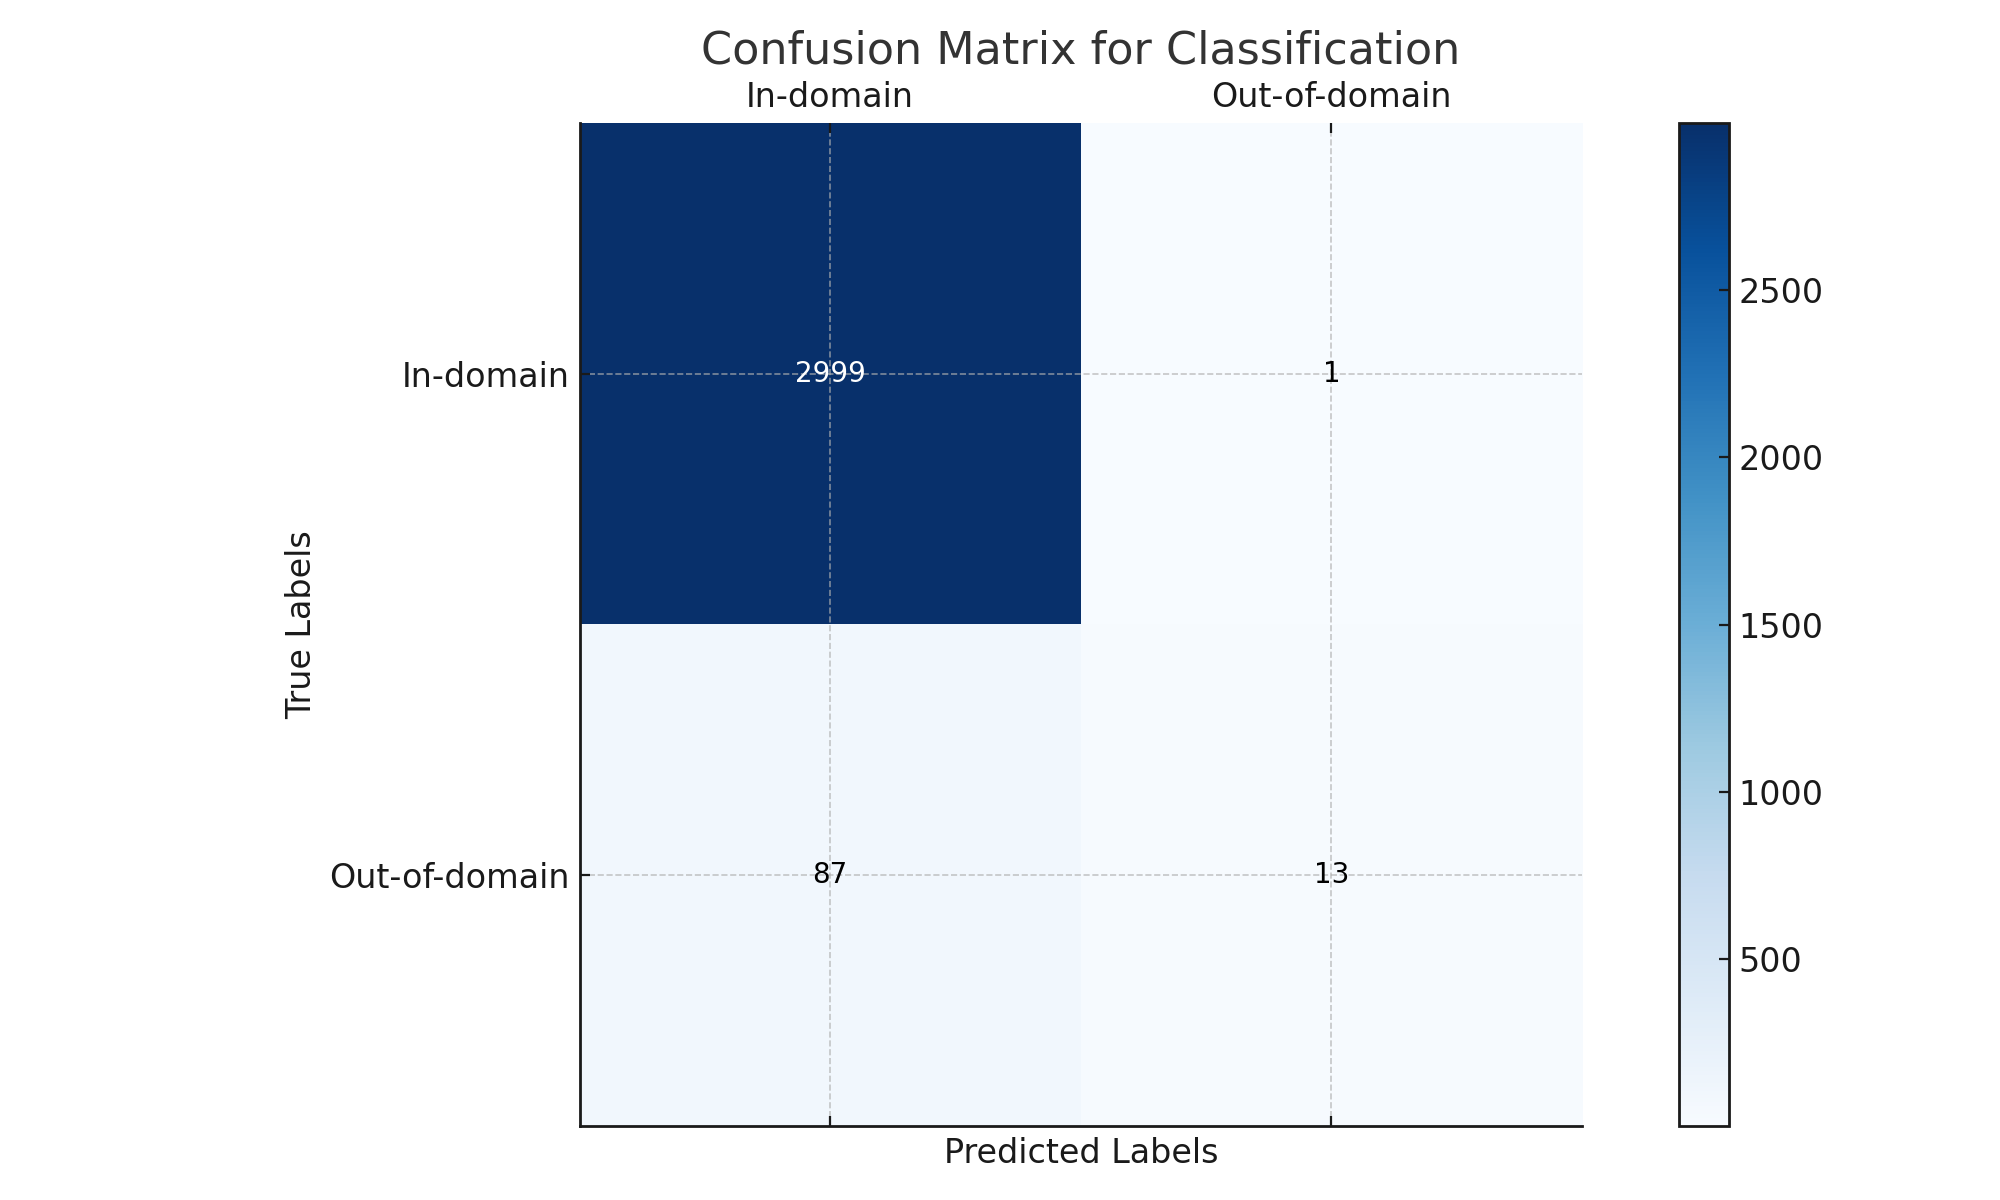 Confusion Matrix for Classification
In-domain Out-of-domain
In-domain 2999 1
Out-of-domain 87 13
True Labels
Predicted Labels
2500
2000
1500
1000
500